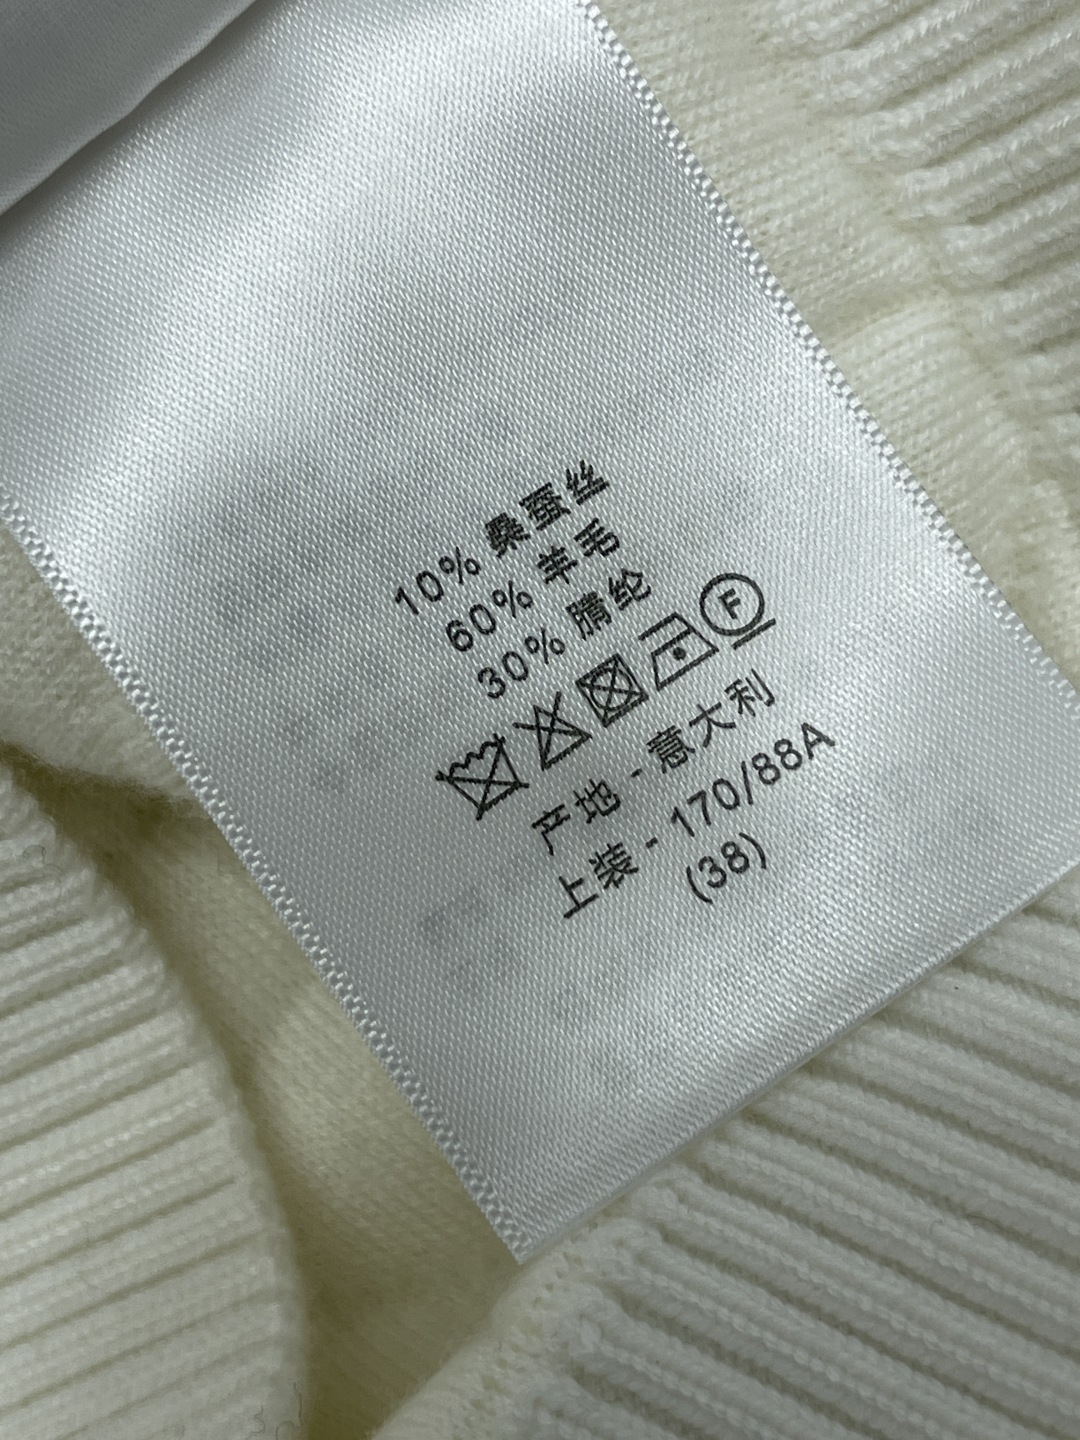 10% 桑蚕丝
60% 羊毛
30% 腈纶
F
产地 - 意大利
上装 - 170/88A
(38)